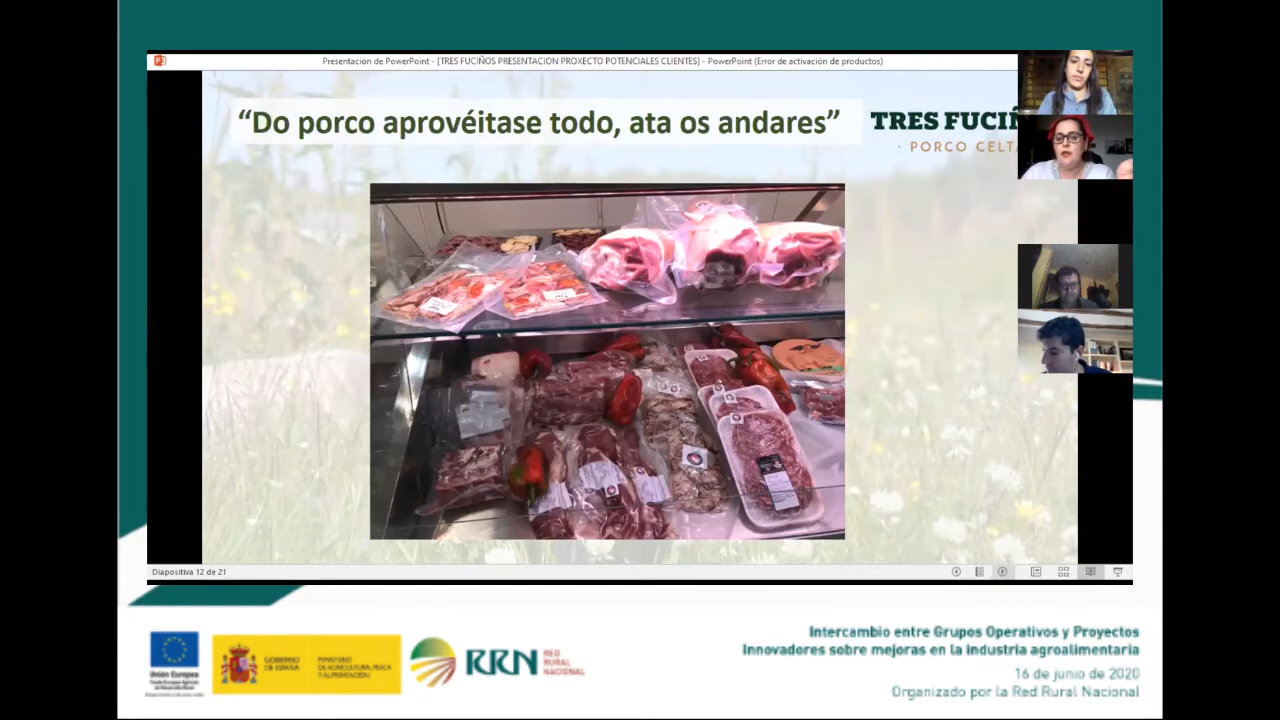 Presentación de PowerPoint - [TRES FUCIÑOS PRESENTACION PROXECTO POTENCIALES CLIENTES] - PowerPoint (Error de activación de productos)
“Do porco aprovéitase todo, ata os andares”
TRES FUCIÑ
· PORCO CELTA
Diapositiva 12 de 21
Unión Europea
GOBIERNO
DE ESPAÑA
MINISTERIO
DE AGRICULTURA, PESCA
Y ALIMENTACIÓN
RRN
RED
RURAL
NACIONAL
Intercambio entre Grupos Operativos y Proyectos
Innovadores sobre mejoras en la industria agroalimentaria
16 de junio de 2020
Organizado por la Red Rural Nacional